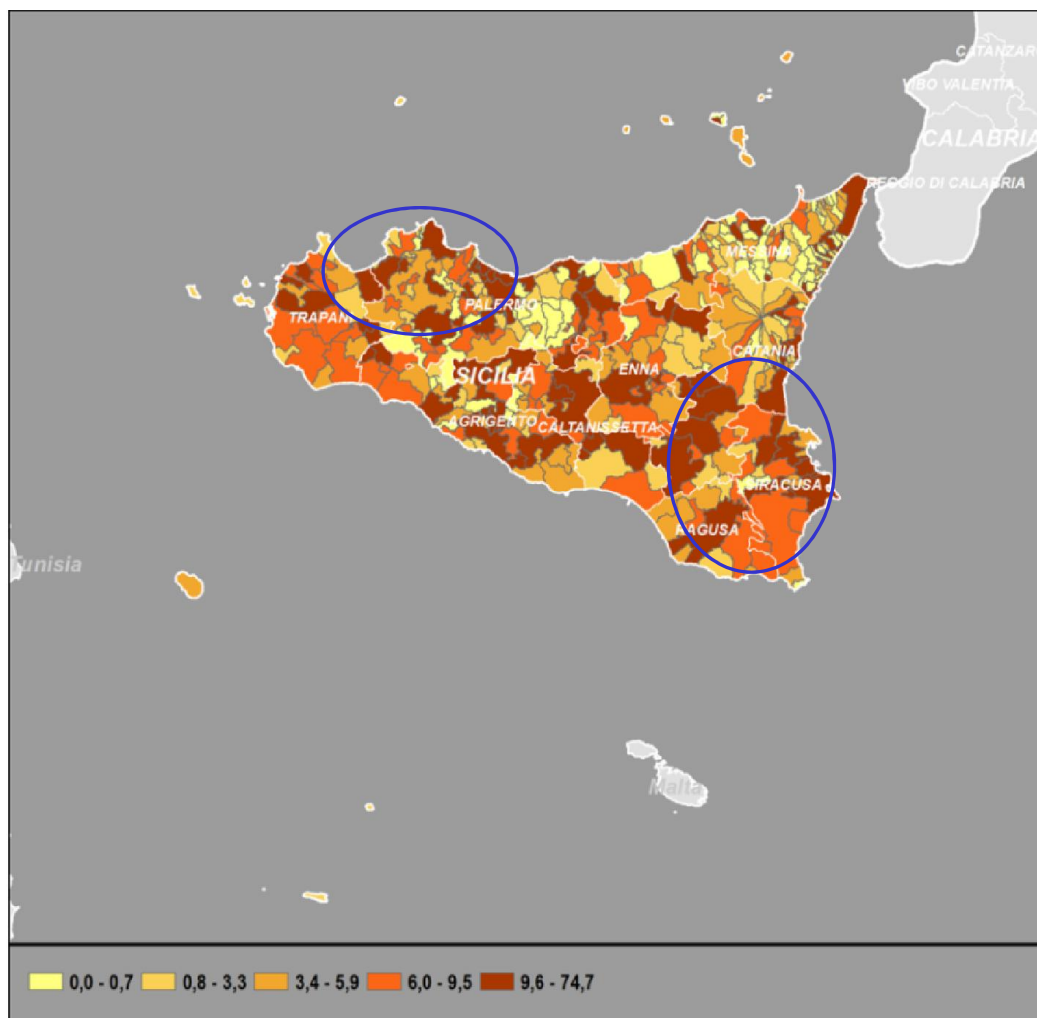 CATANZAR
VIBO VALENTIA
CALABRIA
REGGIO DI CALABRIA
MESSINA
PALERMO
TRAPANI
CATANIA
ENNA
SICILIA
AGRIGENTO
CALTANISSETTA
SIRACUSA
RAGUSA
Tunisia
Malta
0,0 - 0,7 0,8 - 3,3 3,4 - 5,9 6,0 - 9,5 9,6 - 74,7